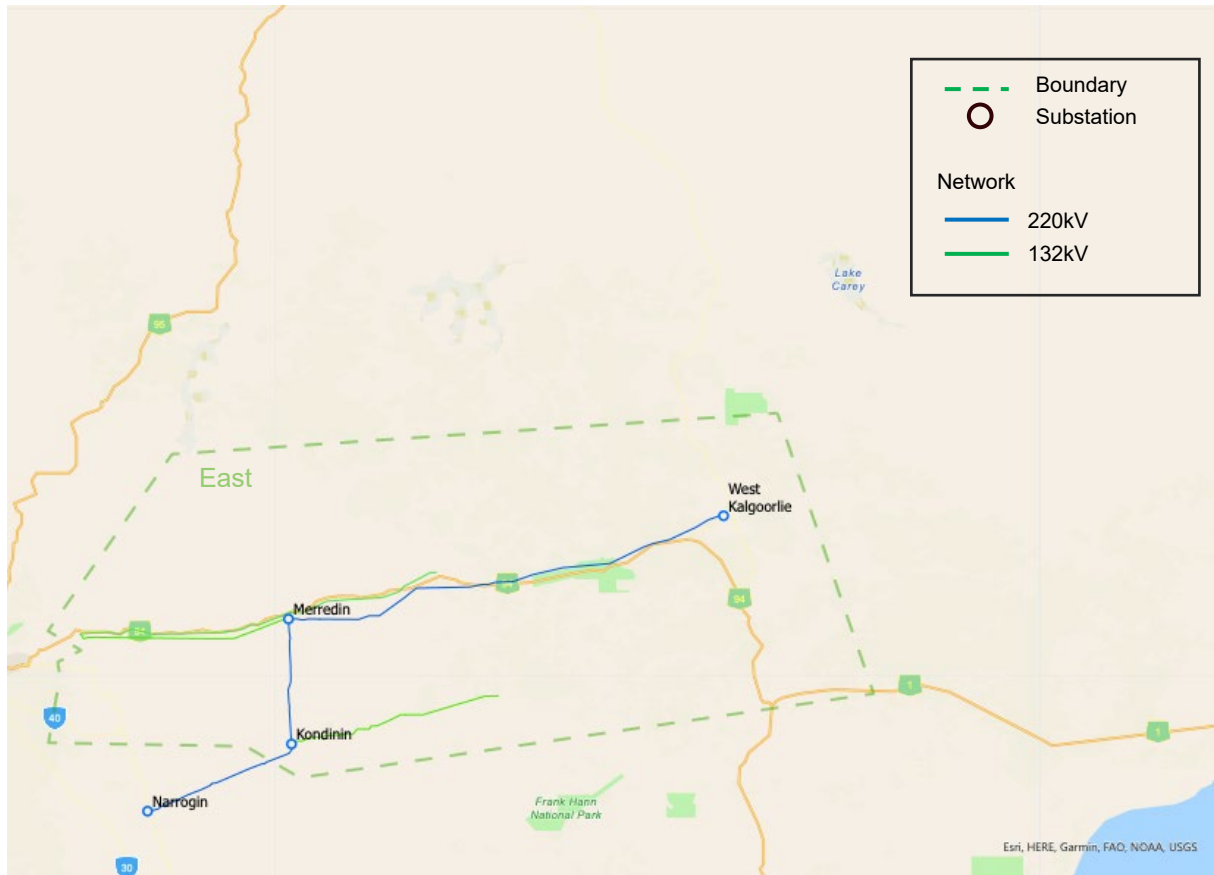 Boundary
Substation
Network
220kV
132kV
Lake
Carey
95
East
West
Kalgoorlie
94
94
Merredin
1
40
Kondinin
1
Narrogin
Frank Hann
National Park
30
Esri, HERE, Garmin, FAO, NOAA, USGS